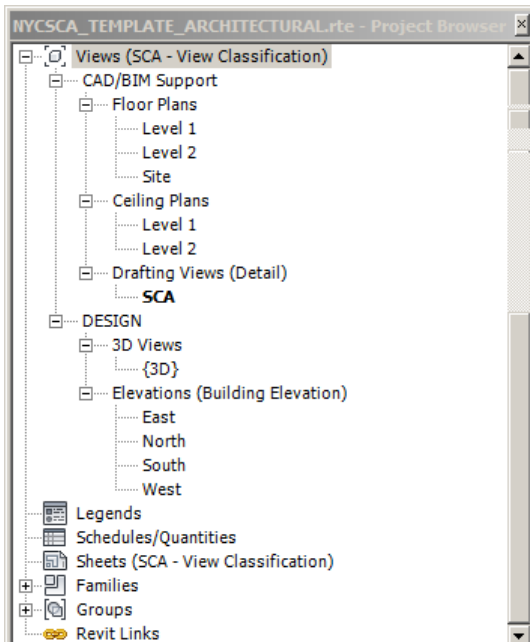 NYCSCA_TEMPLATE_ARCHITECTURAL.rte - Project Browser
Views (SCA - View Classification)
CAD/BIM Support
Floor Plans
Level 1
Level 2
Site
Ceiling Plans
Level 1
Level 2
Drafting Views (Detail)
SCA
DESIGN
3D Views
{3D}
Elevations (Building Elevation)
East
North
South
West
Legends
Schedules/Quantities
Sheets (SCA - View Classification)
Families
Groups
Revit Links